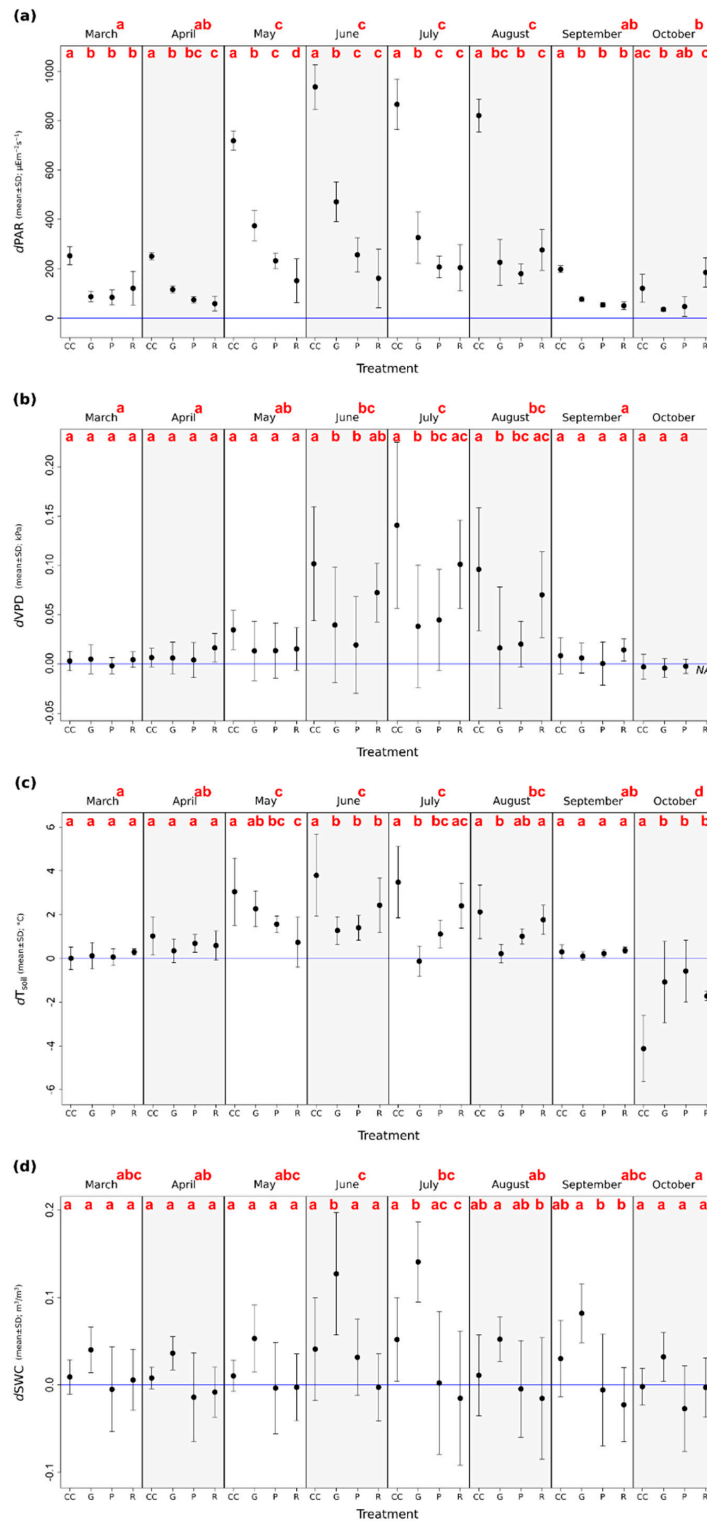 (a)
a ab c c c c ab b
March April May June July August September October
a b b b a b bc c a b c d a b c c a b c c a bc b c a b b b ac b ab c
1000
800
600
400
200
0
dPAR (mean±SD; µEm⁻²s⁻¹)
CC G P R CC G P R CC G P R CC G P R CC G P R CC G P R CC G P R CC G P R
Treatment
(b)
a a ab bc c bc a
March April May June July August September October
a a a a a a a a a a a a a b b ab a b bc ac a b bc ac a a a a a a a
0.20
0.15
0.10
0.05
0.00
-0.05
dVPD (mean±SD; kPa)
NA
CC G P R CC G P R CC G P R CC G P R CC G P R CC G P R CC G P R CC G P R
Treatment
(c)
a ab c c c bc ab d
March April May June July August September October
a a a a a a a a a ab bc c a b b b a b bc ac a b ab a a a a a a b b b
6
4
2
0
-2
-4
-6
dTsoil (mean±SD; °C)
CC G P R CC G P R CC G P R CC G P R CC G P R CC G P R CC G P R CC G P R
Treatment
(d)
abc ab abc c bc ab abc a
March April May June July August September October
a a a a a a a a a a a a a b a a a b ac c ab a ab b ab a b b a a a a
0.2
0.1
0.0
-0.1
dSWC (mean±SD; m³/m³)
CC G P R CC G P R CC G P R CC G P R CC G P R CC G P R CC G P R CC G P R
Treatment